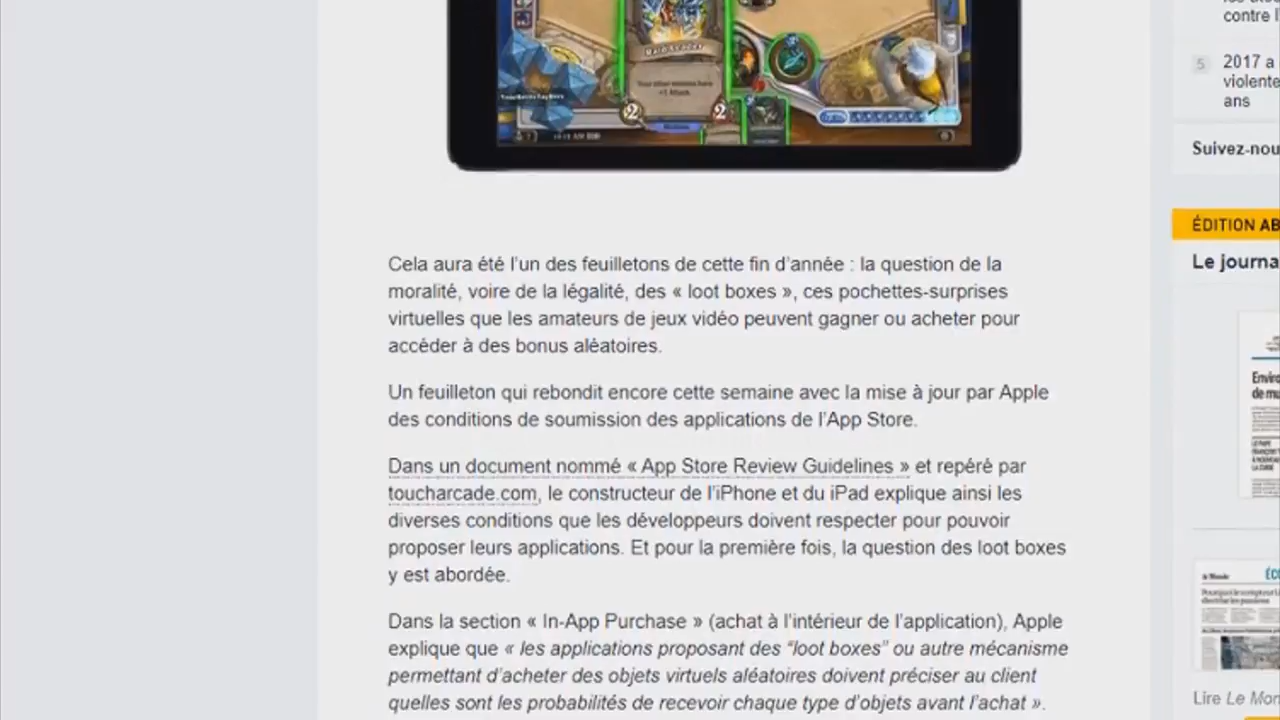 contre l
5
2017 a
violente
ans
Suivez-nou
ÉDITION AB
Le journa
Cela aura été l’un des feuilletons de cette fin d’année : la question de la
moralité, voire de la légalité, des « loot boxes », ces pochettes-surprises
virtuelles que les amateurs de jeux vidéo peuvent gagner ou acheter pour
accéder à des bonus aléatoires.
Un feuilleton qui rebondit encore cette semaine avec la mise à jour par Apple
des conditions de soumission des applications de l’App Store.
Dans un document nommé « App Store Review Guidelines » et repéré par
toucharcade.com, le constructeur de l’iPhone et du iPad explique ainsi les
diverses conditions que les développeurs doivent respecter pour pouvoir
proposer leurs applications. Et pour la première fois, la question des loot boxes
y est abordée.
Dans la section « In-App Purchase » (achat à l’intérieur de l’application), Apple
explique que « les applications proposant des “loot boxes” ou autre mécanisme
permettant d’acheter des objets virtuels aléatoires doivent préciser au client
quelles sont les probabilités de recevoir chaque type d’objets avant l’achat ».
Enviro
de mu
Lire Le Mon